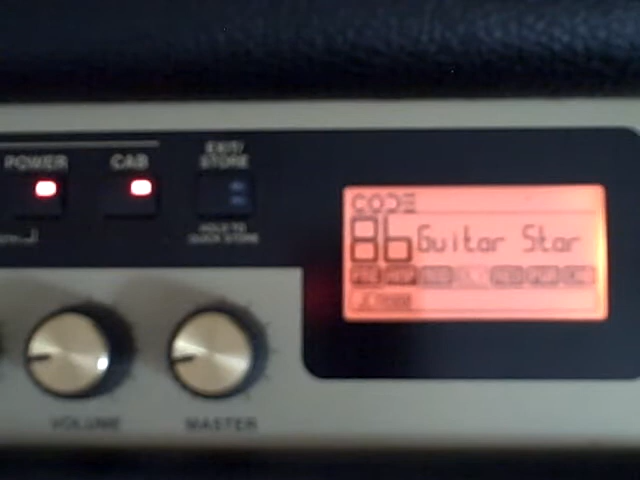 POWER
CAB
EXIT/
STORE
HOLD TO
QUICK STORE
CODE
86 Guitar Star
VOLUME
MASTER